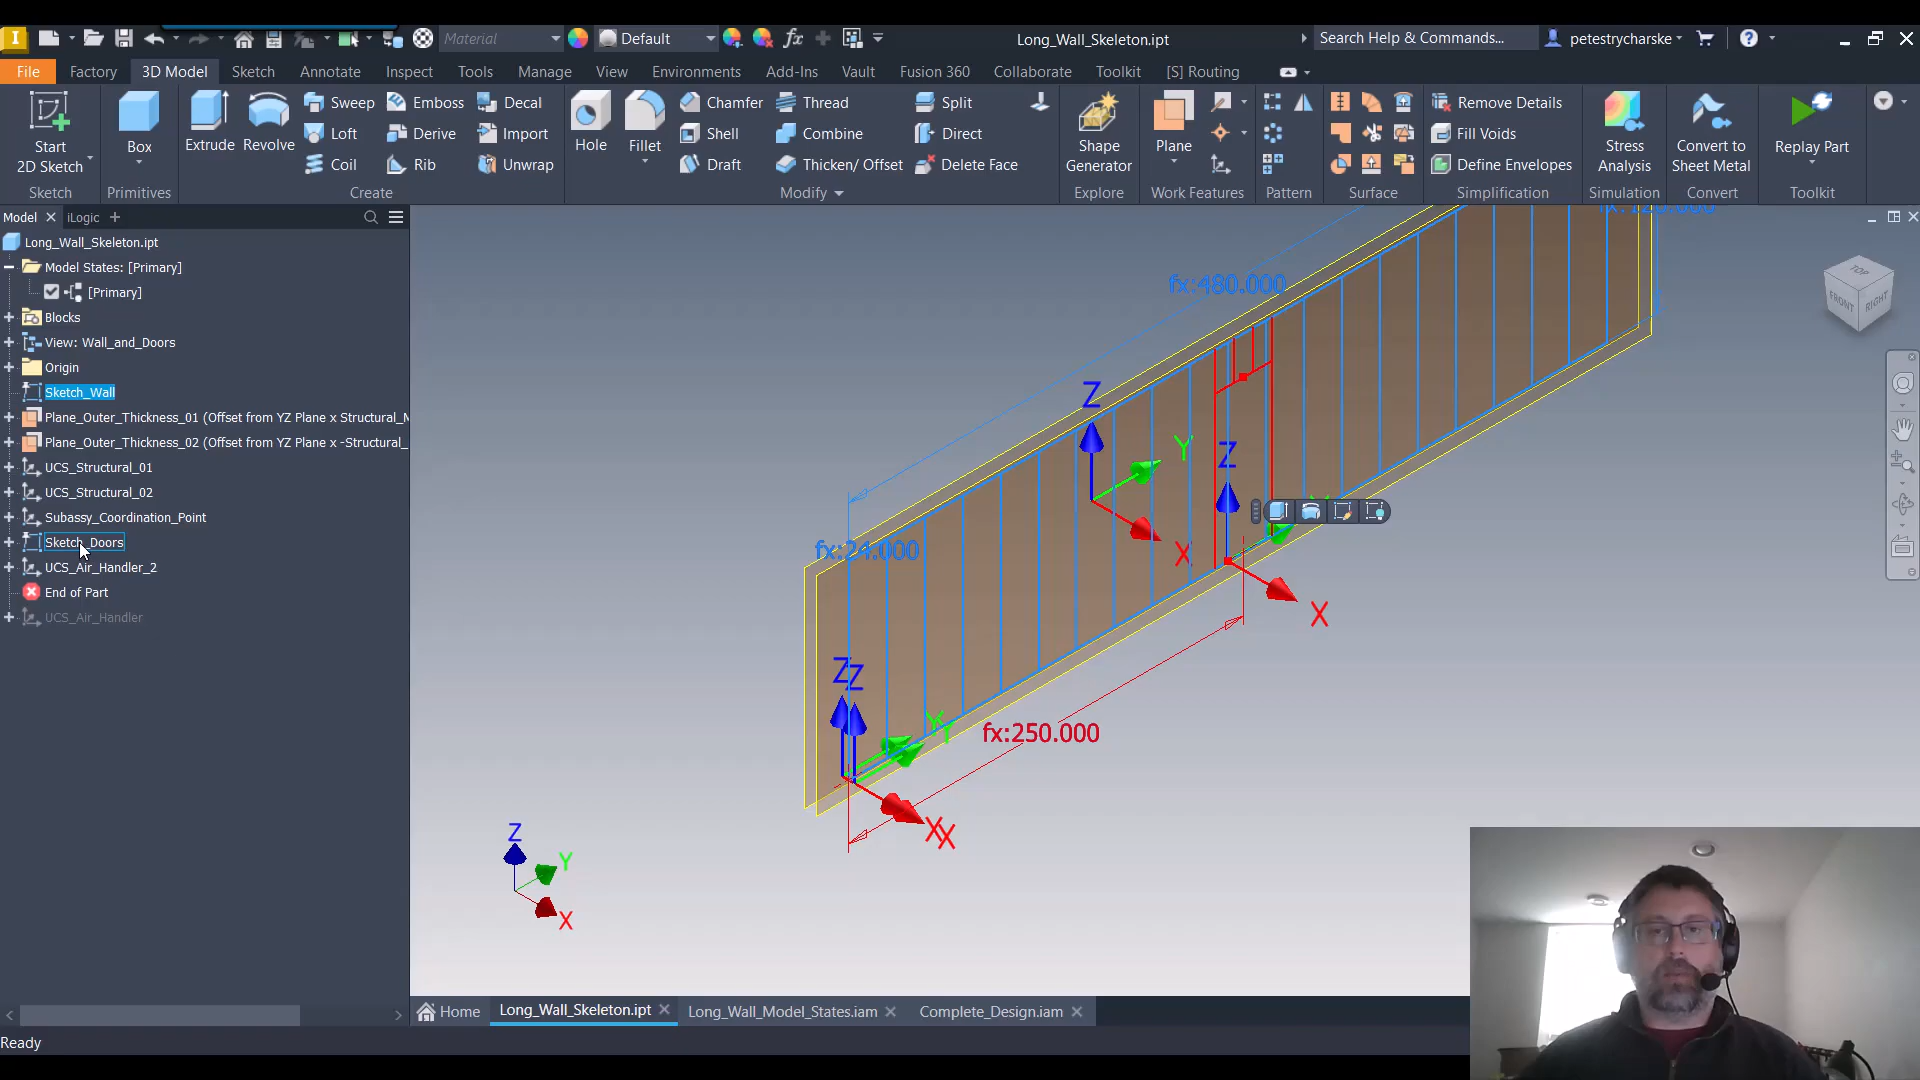 I
Material
Default
fx
Long_Wall_Skeleton.ipt
Search Help & Commands...
petestrycharske
?
File
Factory
3D Model
Sketch
Annotate
Inspect
Tools
Manage
View
Environments
Add-Ins
Vault
Fusion 360
Collaborate
Toolkit
[S] Routing
Start
2D Sketch
Box
Extrude
Revolve
Sweep
Loft
Coil
Emboss
Derive
Rib
Decal
Import
Unwrap
Hole
Fillet
Chamfer
Shell
Draft
Thread
Combine
Thicken/ Offset
Split
Direct
Delete Face
Shape
Generator
Plane
Remove Details
Fill Voids
Define Envelopes
Stress
Analysis
Convert to
Sheet Metal
Replay Part
Sketch
Primitives
Create
Modify
Explore
Work Features
Pattern
Surface
Simplification
Simulation
Convert
Toolkit
Model
iLogic
Long_Wall_Skeleton.ipt
Model States: [Primary]
[Primary]
Blocks
View: Wall_and_Doors
Origin
Sketch_Wall
Plane_Outer_Thickness_01 (Offset from YZ Plane x Structural_M
Plane_Outer_Thickness_02 (Offset from YZ Plane x -Structural_
UCS_Structural_01
UCS_Structural_02
Subassy_Coordination_Point
Sketch_Doors
UCS_Air_Handler_2
End of Part
UCS_Air_Handler
fx:480.000
fx:24.000
fx:250.000
Z
Y
X
Z
X
Z
Z
Y
Y
X
X
Z
Y
X
TOP
FRONT
RIGHT
Home
Long_Wall_Skeleton.ipt
Long_Wall_Model_States.iam
Complete_Design.iam
Ready